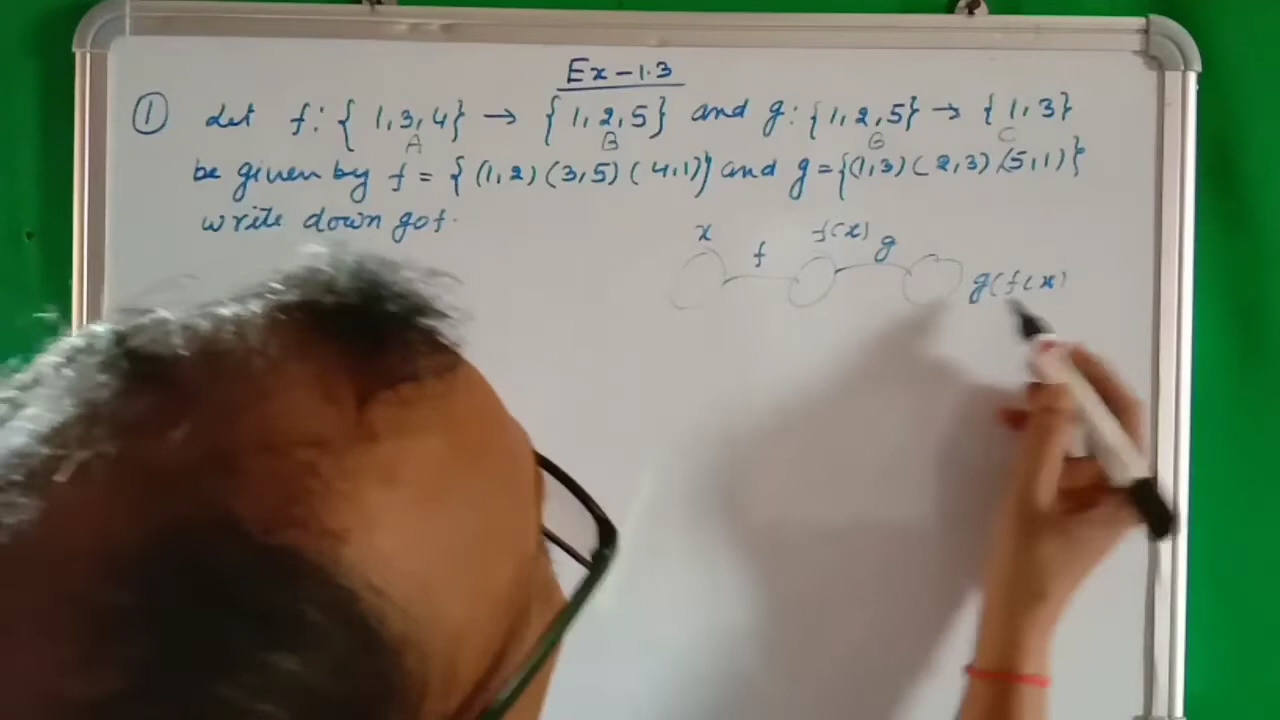 Ex-1.3
① Let f: { 1,3,4} → { 1,2,5} and g: {1,2,5} → { 1,3}
A B B C
be given by f = { (1,2) (3,5) (4,1)} and g = {(1,3) (2,3) (5,1)}
write down gof.
x f f(x) g g(f(x)